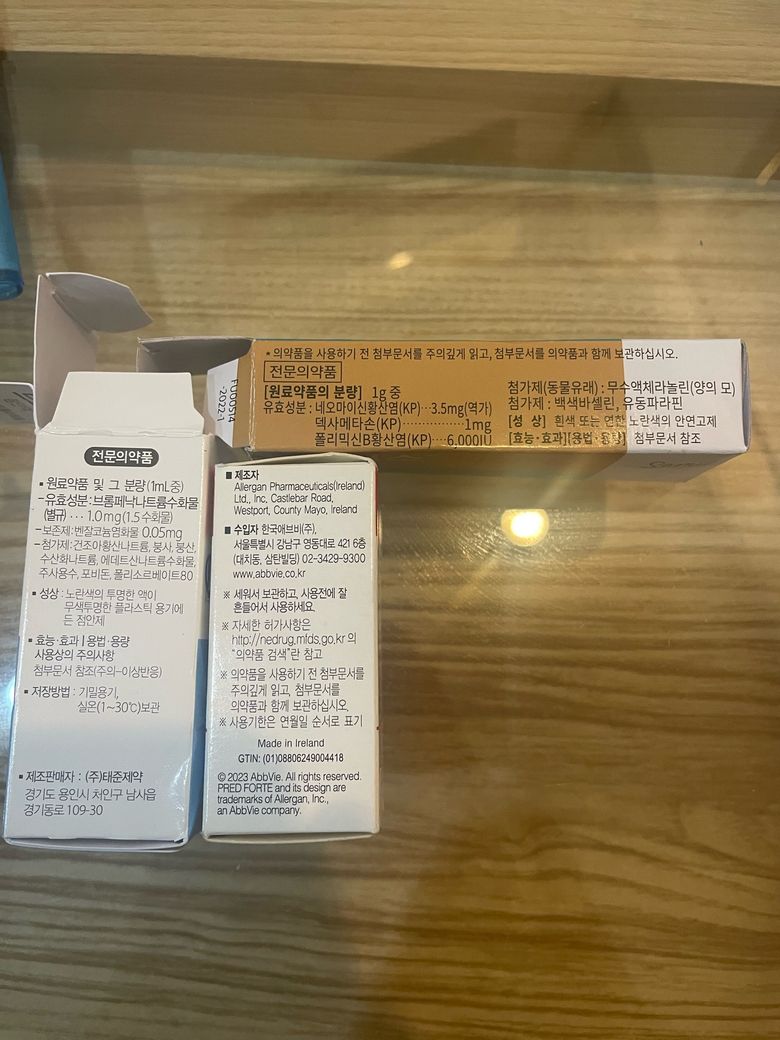 * 의약품을 사용하기 전 첨부문서를 주의깊게 읽고, 첨부문서를 의약품과 함께 보관하십시오.
전문의약품
[원료약품의 분량] 1g 중
유효성분 : 네오마이신황산염(KP)‥3.5mg(역가)
덱사메타손(KP)···············1mg
폴리믹신B황산염(KP)····6,000IU
첨가제(동물유래) : 무수액체라놀린(양의 모)
첨가제 : 백색바셀린, 유동파라핀
[성 상] 흰색 또는 연한 노란색의 안연고제
[효능·효과][용법·용량] 첨부문서 참조
F000514
-2022.1
전문의약품
▪ 원료약품 및 그 분량(1mL중)
-유효성분:브롬페낙나트륨수화물
(별규) ··· 1.0mg(1.5 수화물)
-보존제:벤잘코늄염화물 0.05mg
-첨가제:건조아황산나트륨, 붕사, 붕산,
수산화나트륨, 에데트산나트륨수화물,
주사용수, 포비돈, 폴리소르베이트80
▪ 성상 : 노란색의 투명한 액이
무색투명한 플라스틱 용기에
든 점안제
▪ 효능·효과 | 용법·용량
사용상의 주의사항
첨부문서 참조(주의-이상반응)
▪ 저장방법 : 기밀용기,
실온(1~30℃)보관
▪ 제조판매자 : (주)태준제약
경기도 용인시 처인구 남사읍
경기동로 109-30
■ 제조자
Allergan Pharmaceuticals(Ireland)
Ltd., Inc. Castlebar Road,
Westport, County Mayo, Ireland
■ 수입자 한국애브비(주),
서울특별시 강남구 영동대로 421 6층
(대치동, 삼탄빌딩) 02-3429-9300
www.abbvie.co.kr
※ 세워서 보관하고, 사용전에 잘
흔들어서 사용하세요.
※ 자세한 허가사항은
http://nedrug.mfds.go.kr 의
"의약품 검색"란 참고
※ 의약품을 사용하기 전 첨부문서를
주의깊게 읽고, 첨부문서를
의약품과 함께 보관하십시오.
※ 사용기한은 연월일 순서로 표기
Made in Ireland
GTIN: (01)08806249004418
© 2023 AbbVie. All rights reserved.
PRED FORTE and its design are
trademarks of Allergan, Inc.,
an AbbVie company.